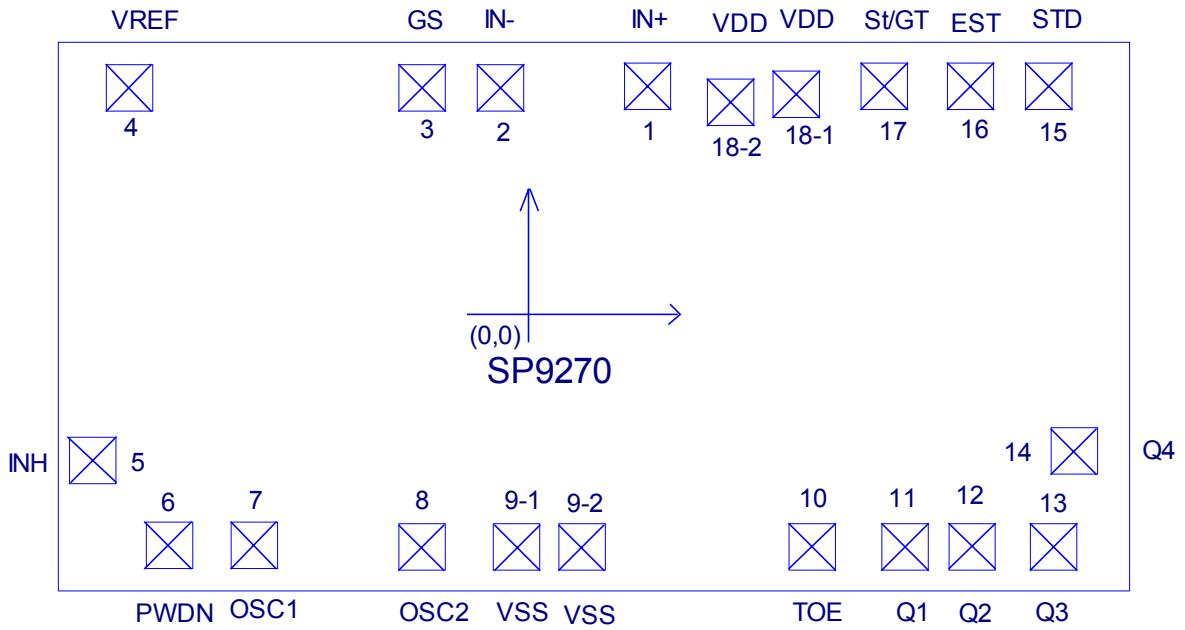 VREF GS IN- IN+ VDD VDD St/GT EST STD
4 3 2 1 18-2 18-1 17 16 15
(0,0)
SP9270
INH 5 14 Q4
6 7 8 9-1 9-2 10 11 12 13
PWDN OSC1 OSC2 VSS VSS TOE Q1 Q2 Q3